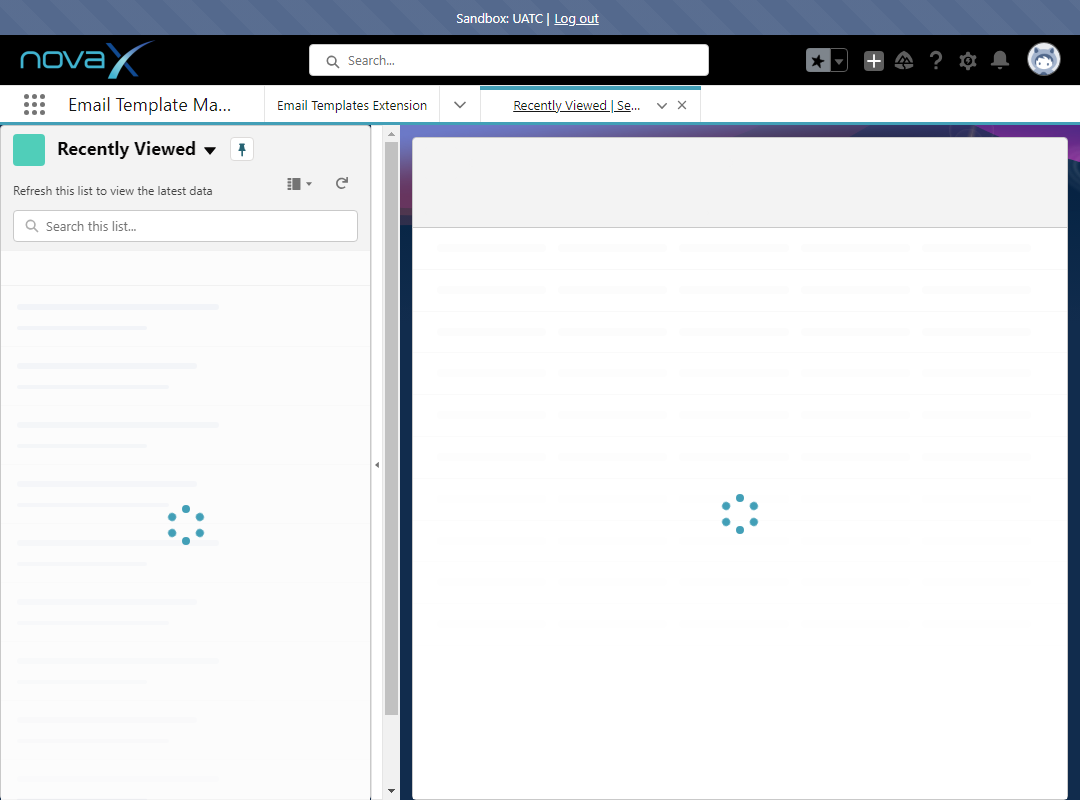 Sandbox: UATC | Log out
novaX
Search...
Email Template Ma...
Email Templates Extension
Recently Viewed | Se...
Recently Viewed
Refresh this list to view the latest data
Search this list...